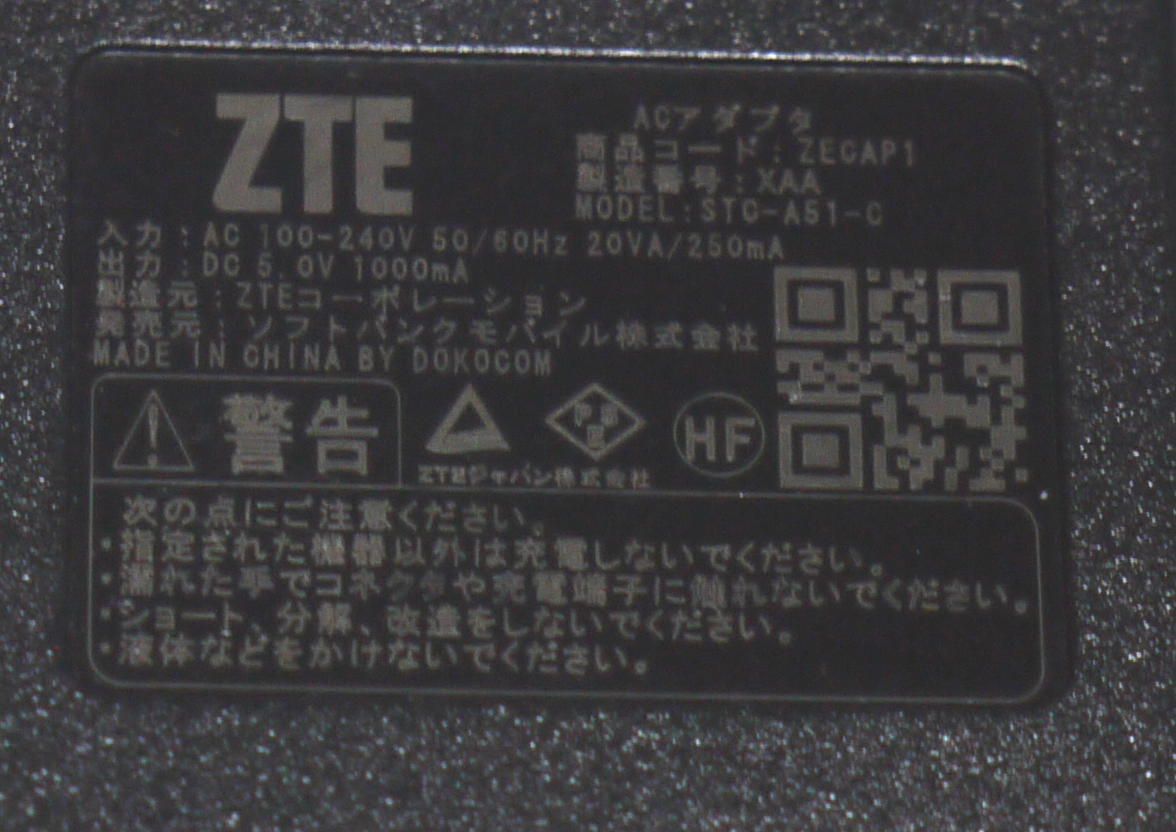 ZTE
ACアダプタ
商品コード：ZECAP1
製造番号：XAA
MODEL:STC-A51-C
入力：AC 100-240V 50/60Hz 20VA/250mA
出力：DC 5.0V 1000mA
製造元：ZTEコーポレーション
発売元：ソフトバンクモバイル株式会社
MADE IN CHINA BY DOKOCOM
警告
PSE
HF
ZTEジャパン株式会社
次の点にご注意ください。
・指定された機器以外は充電しないでください。
・濡れた手でコネクタや充電端子に触れないでください。
・ショート、分解、改造をしないでください。
・液体などをかけないでください。